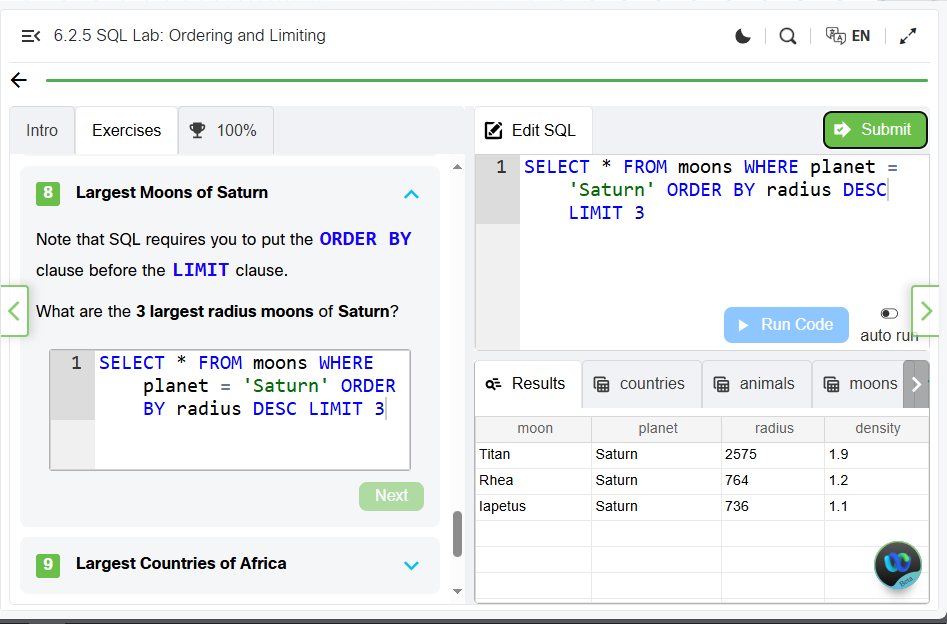 6.2.5 SQL Lab: Ordering and Limiting
EN
Intro
Exercises
100%
8
Largest Moons of Saturn
Note that SQL requires you to put the ORDER BY
clause before the LIMIT clause.
What are the 3 largest radius moons of Saturn?
1
SELECT * FROM moons WHERE
planet = 'Saturn' ORDER
BY radius DESC LIMIT 3
Next
9
Largest Countries of Africa
Edit SQL
Submit
1
SELECT * FROM moons WHERE planet =
'Saturn' ORDER BY radius DESC
LIMIT 3
Run Code
auto run
Results
countries
animals
moons
moon planet radius density
Titan Saturn 2575 1.9
Rhea Saturn 764 1.2
Iapetus Saturn 736 1.1
Beta